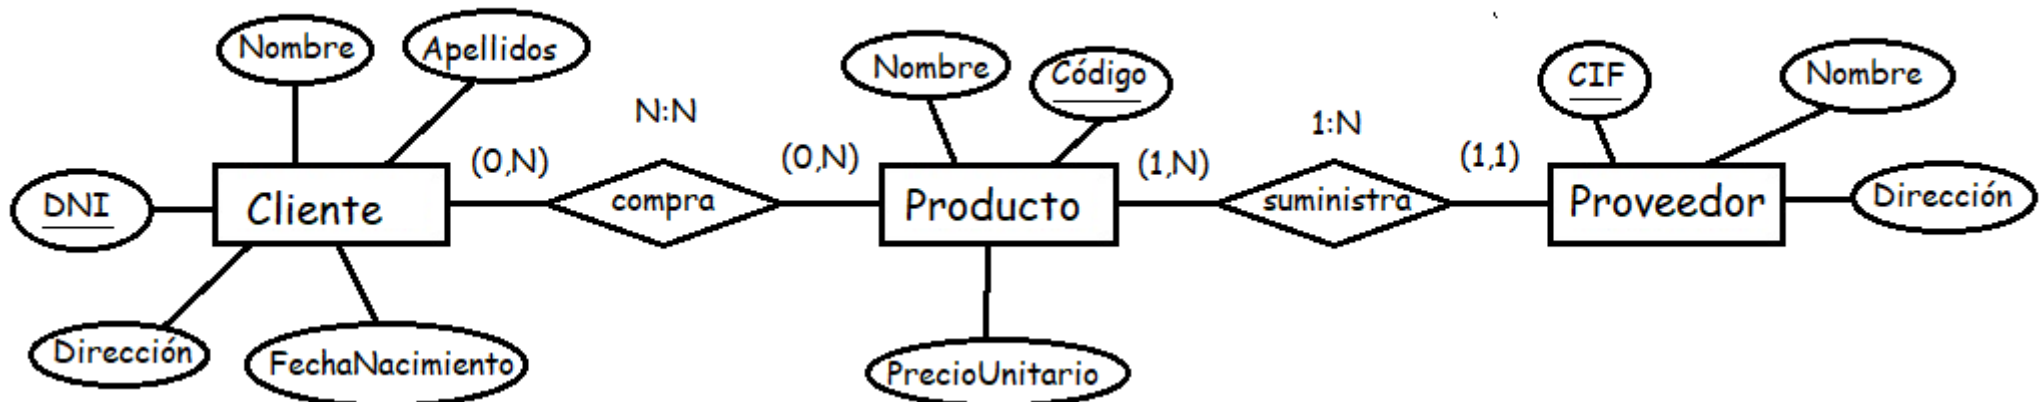 Nombre
Apellidos
DNI
Cliente
Dirección
FechaNacimiento
(0,N)
N:N
compra
(0,N)
Nombre
Código
Producto
PrecioUnitario
(1,N)
1:N
suministra
(1,1)
CIF
Nombre
Proveedor
Dirección